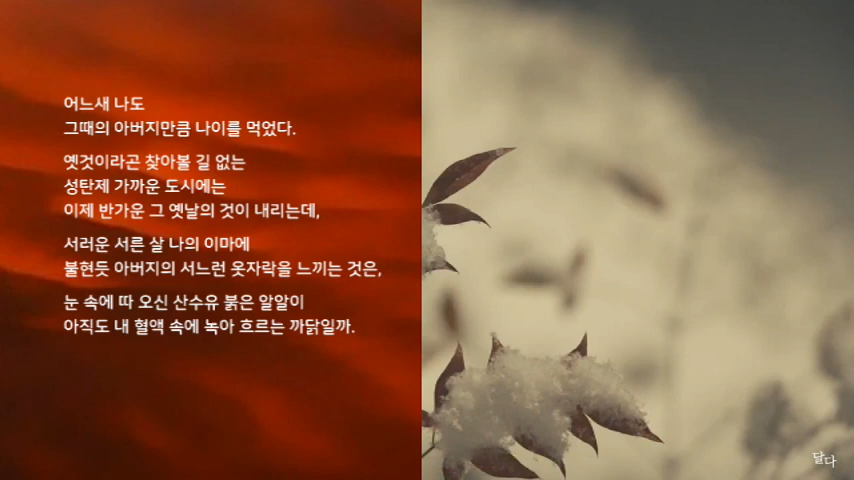 어느새 나도
그때의 아버지만큼 나이를 먹었다.
옛것이라곤 찾아볼 길 없는
성탄제 가까운 도시에는
이제 반가운 그 옛날의 것이 내리는데,
서러운 서른 살 나의 이마에
불현듯 아버지의 서느런 옷자락을 느끼는 것은,
눈 속에 따 오신 산수유 붉은 알알이
아직도 내 혈액 속에 녹아 흐르는 까닭일까.
달다